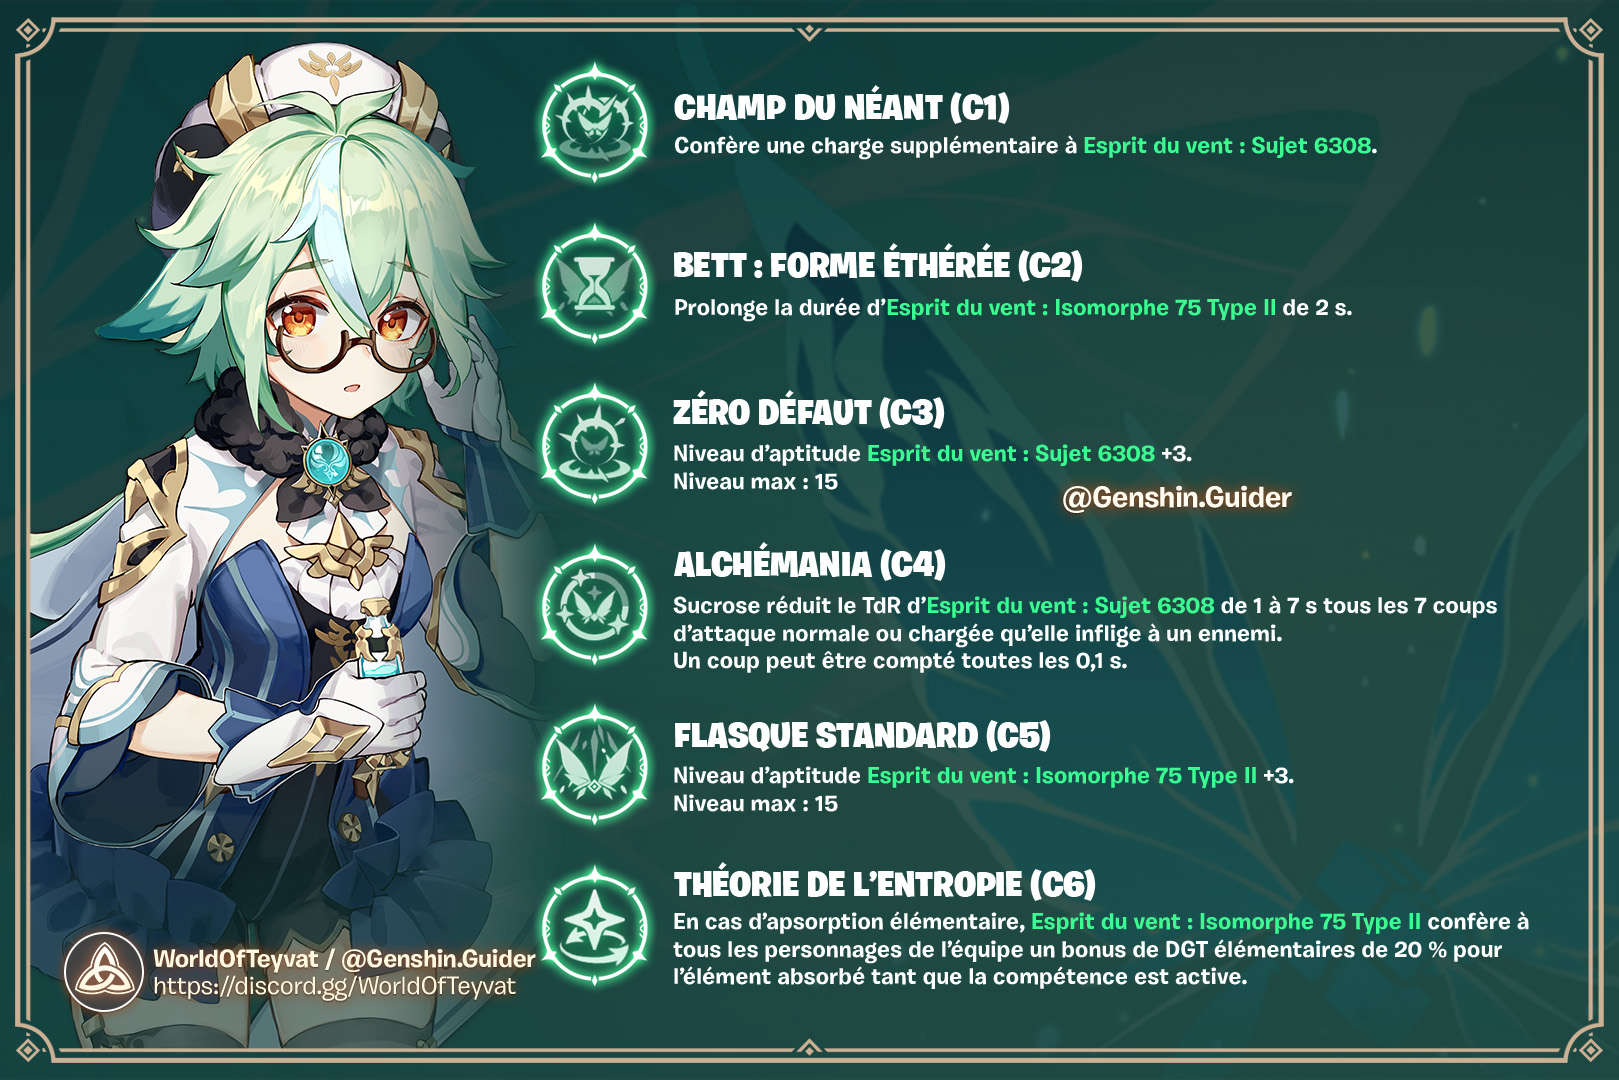 CHAMP DU NÉANT (C1)
Confère une charge supplémentaire à Esprit du vent : Sujet 6308.
BETT : FORME ÉTHÉRÉE (C2)
Prolonge la durée d'Esprit du vent : Isomorphe 75 Type II de 2 s.
ZÉRO DÉFAUT (C3)
Niveau d'aptitude Esprit du vent : Sujet 6308 +3.
Niveau max : 15
@Genshin.Guider
ALCHÉMANIA (C4)
Sucrose réduit le TdR d'Esprit du vent : Sujet 6308 de 1 à 7 s tous les 7 coups
d'attaque normale ou chargée qu'elle inflige à un ennemi.
Un coup peut être compté toutes les 0,1 s.
FLASQUE STANDARD (C5)
Niveau d'aptitude Esprit du vent : Isomorphe 75 Type II +3.
Niveau max : 15
THÉORIE DE L'ENTROPIE (C6)
En cas d'apsorption élémentaire, Esprit du vent : Isomorphe 75 Type II confère à
tous les personnages de l'équipe un bonus de DGT élémentaires de 20 % pour
l'élément absorbé tant que la compétence est active.
WorldOfTeyvat / @Genshin.Guider
https://discord.gg/WorldOfTeyvat